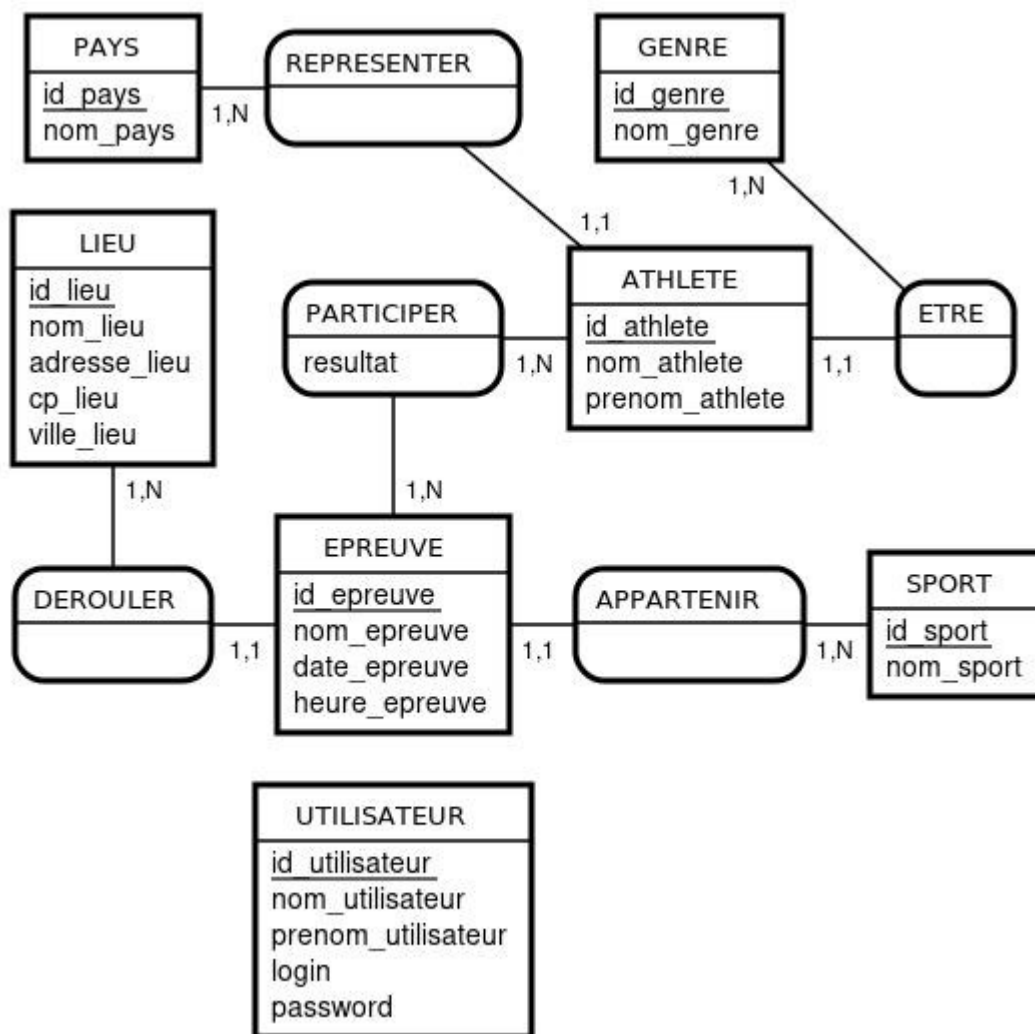 PAYS
id_pays
nom_pays
1,N
REPRESENTER
GENRE
id_genre
nom_genre
1,N
1,1
LIEU
id_lieu
nom_lieu
adresse_lieu
cp_lieu
ville_lieu
1,N
PARTICIPER
resultat
1,N
1,N
ATHLETE
id_athlete
nom_athlete
prenom_athlete
1,1
ETRE
DEROULER
1,1
EPREUVE
id_epreuve
nom_epreuve
date_epreuve
heure_epreuve
1,1
APPARTENIR
1,N
SPORT
id_sport
nom_sport
UTILISATEUR
id_utilisateur
nom_utilisateur
prenom_utilisateur
login
password